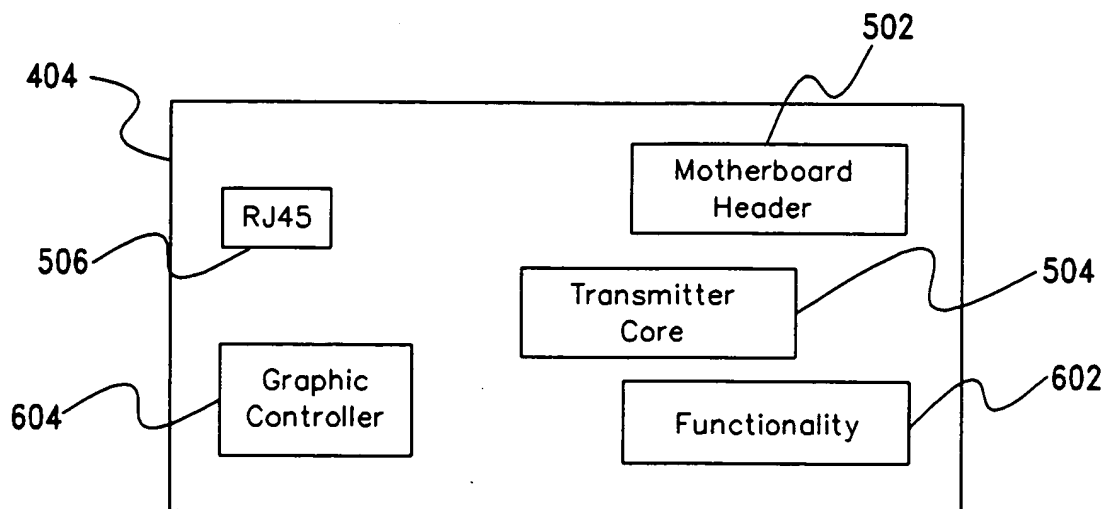 502
404
Motherboard
Header
RJ45
506
504
Transmitter
Core
Graphic
Controller
602
604
Functionality